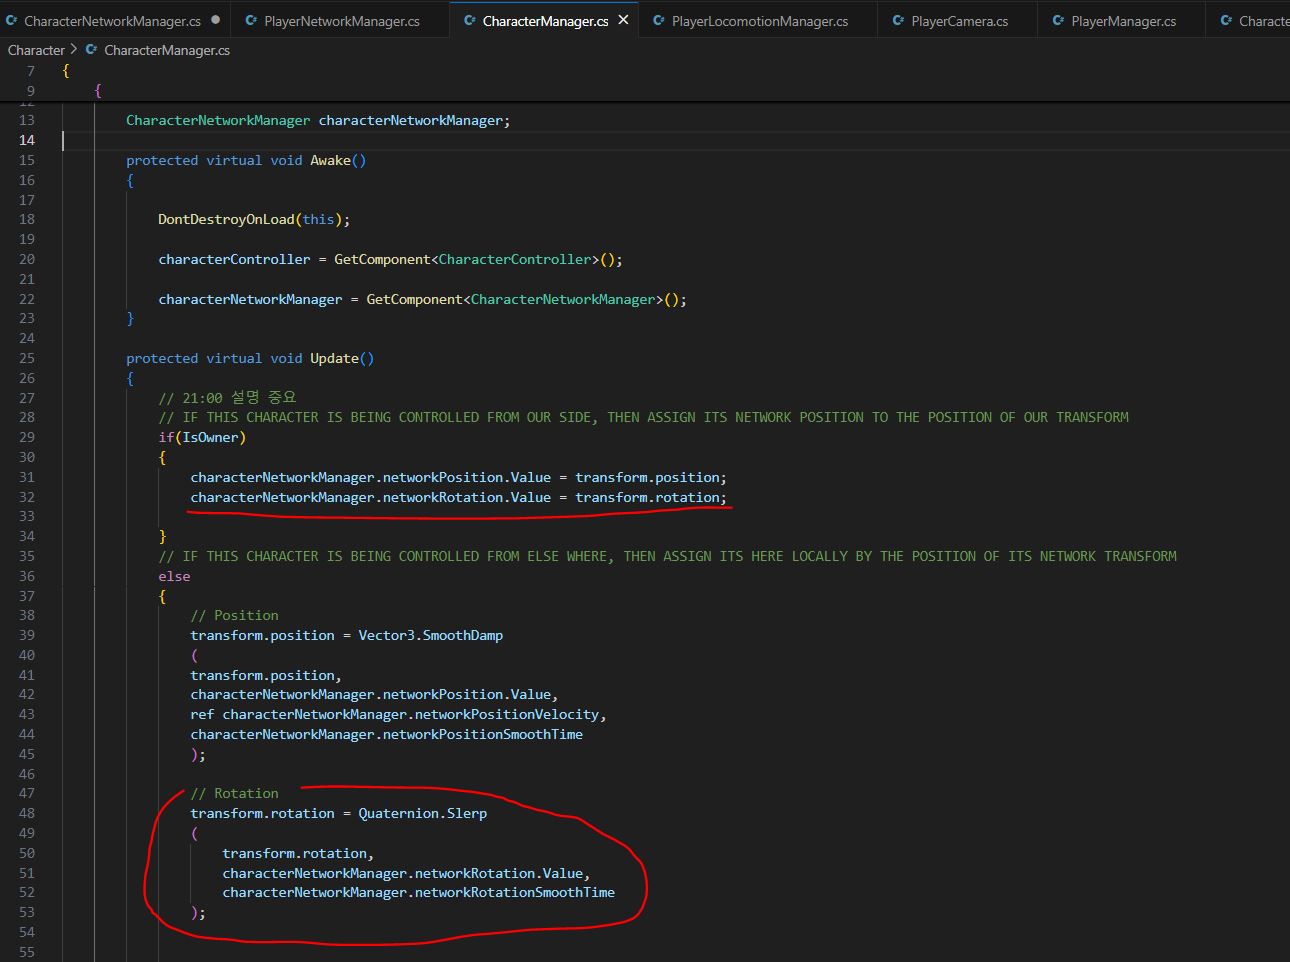 CharacterNetworkManager.cs
PlayerNetworkManager.cs
CharacterManager.cs
PlayerLocomotionManager.cs
PlayerCamera.cs
PlayerManager.cs
Characte
Character > CharacterManager.cs
7 {
9 {
12
13 CharacterNetworkManager characterNetworkManager;
14
15 protected virtual void Awake()
16 {
17
18 DontDestroyOnLoad(this);
19
20 characterController = GetComponent<CharacterController>();
21
22 characterNetworkManager = GetComponent<CharacterNetworkManager>();
23 }
24
25 protected virtual void Update()
26 {
27 // 21:00 설명 중요
28 // IF THIS CHARACTER IS BEING CONTROLLED FROM OUR SIDE, THEN ASSIGN ITS NETWORK POSITION TO THE POSITION OF OUR TRANSFORM
29 if(IsOwner)
30 {
31 characterNetworkManager.networkPosition.Value = transform.position;
32 characterNetworkManager.networkRotation.Value = transform.rotation;
33
34 }
35 // IF THIS CHARACTER IS BEING CONTROLLED FROM ELSE WHERE, THEN ASSIGN ITS HERE LOCALLY BY THE POSITION OF ITS NETWORK TRANSFORM
36 else
37 {
38 // Position
39 transform.position = Vector3.SmoothDamp
40 (
41 transform.position,
42 characterNetworkManager.networkPosition.Value,
43 ref characterNetworkManager.networkPositionVelocity,
44 characterNetworkManager.networkPositionSmoothTime
45 );
46
47 // Rotation
48 transform.rotation = Quaternion.Slerp
49 (
50 transform.rotation,
51 characterNetworkManager.networkRotation.Value,
52 characterNetworkManager.networkRotationSmoothTime
53 );
54
55